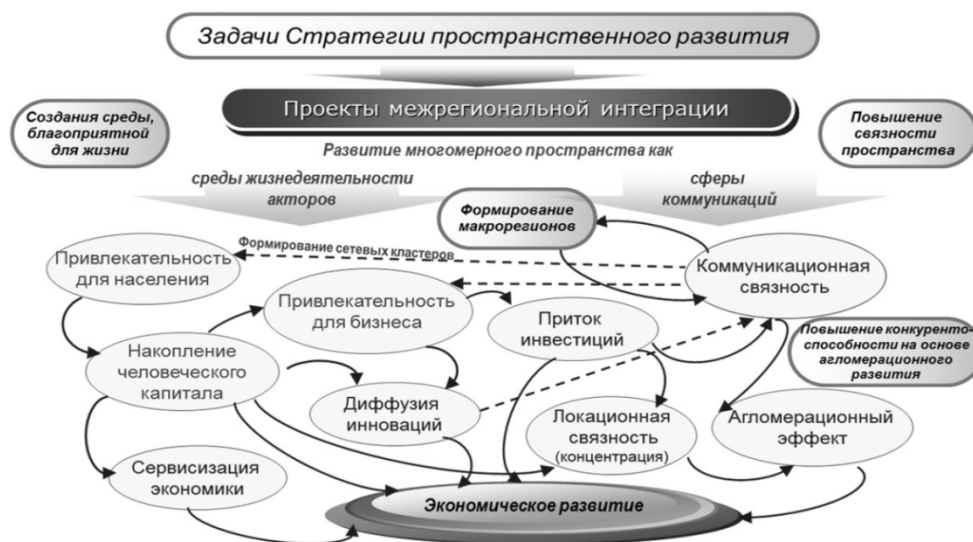 Задачи Стратегии пространственного развития
Проекты межрегиональной интеграции
Создания среды,
благоприятной
для жизни
Повышение
связности
пространства
Развитие многомерного пространства как
среды жизнедеятельности
акторов
сферы
коммуникаций
Формирование
макрорегионов
Формирование сетевых кластеров
Привлекательность
для населения
Коммуникационная
связность
Привлекательность
для бизнеса
Приток
инвестиций
Повышение конкуренто-
способности на основе
агломерационного
развития
Накопление
человеческого
капитала
Диффузия
инноваций
Локационная
связность
(концентрация)
Агломерационный
эффект
Сервисизация
экономики
Экономическое развитие